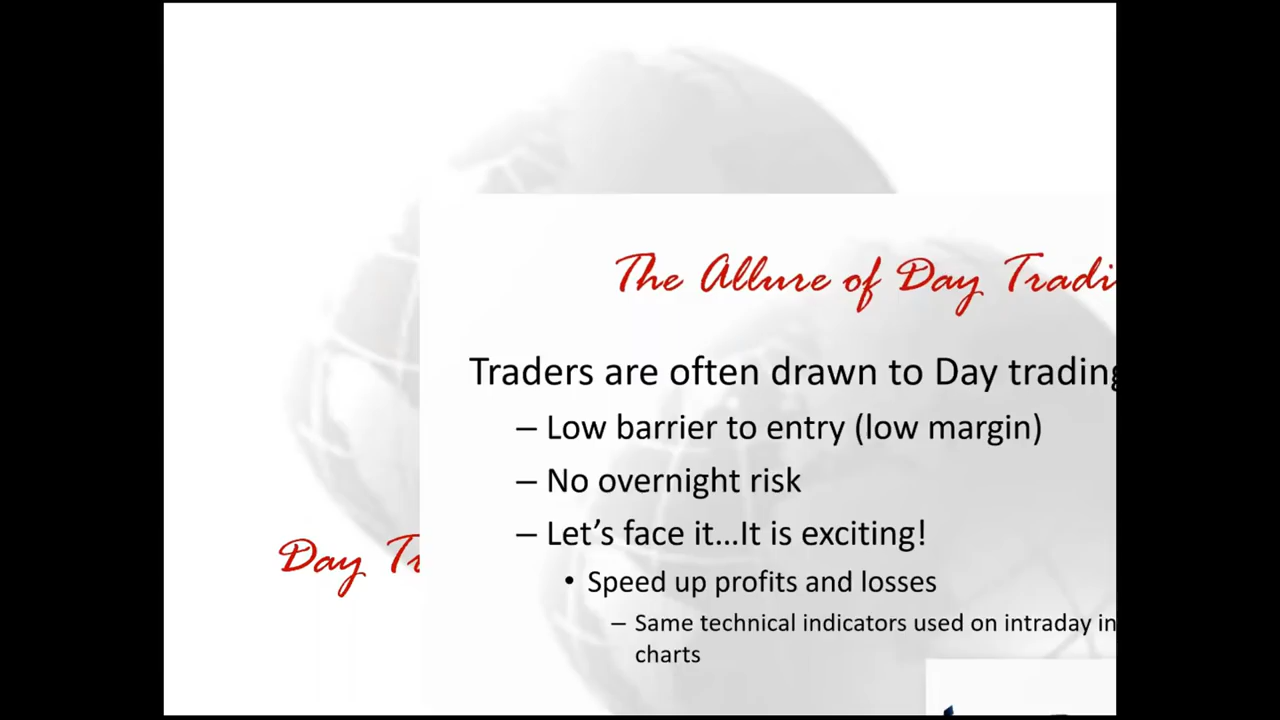 The Allure of Day Tradi
Traders are often drawn to Day trading
– Low barrier to entry (low margin)
– No overnight risk
– Let’s face it…It is exciting!
• Speed up profits and losses
– Same technical indicators used on intraday in
charts
Day Tr